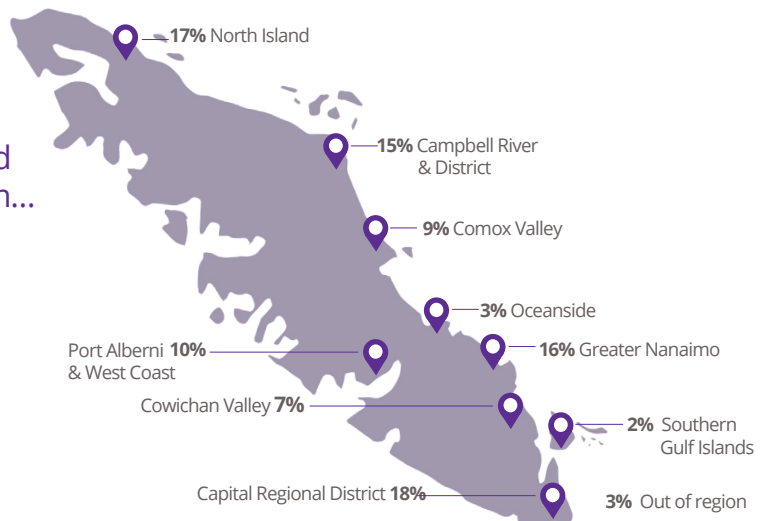 17% North Island
15% Campbell River
& District
d
n...
9% Comox Valley
3% Oceanside
Port Alberni 10%
& West Coast
16% Greater Nanaimo
Cowichan Valley 7%
2% Southern
Gulf Islands
Capital Regional District 18%
3% Out of region